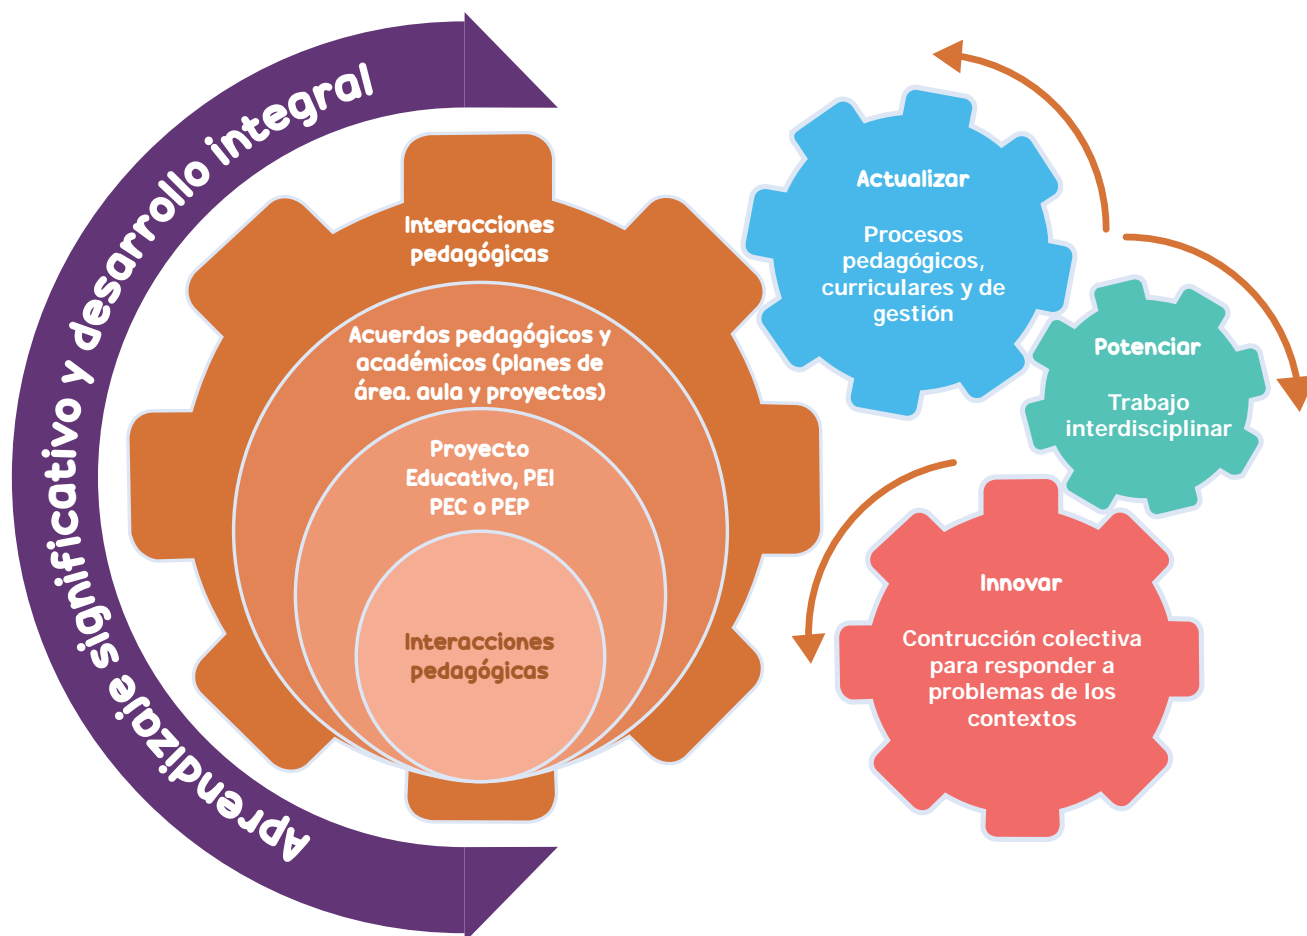 Aprendizaje significativo y desarrollo integral
Interacciones
pedagógicas
Acuerdos pedagógicos y
académicos (planes de
área. aula y proyectos)
Proyecto
Educativo, PEI
PEC o PEP
Interacciones
pedagógicas
Actualizar
Procesos
pedagógicos,
curriculares y de
gestión
Potenciar
Trabajo
interdisciplinar
Innovar
Contrucción colectiva
para responder a
problemas de los
contextos